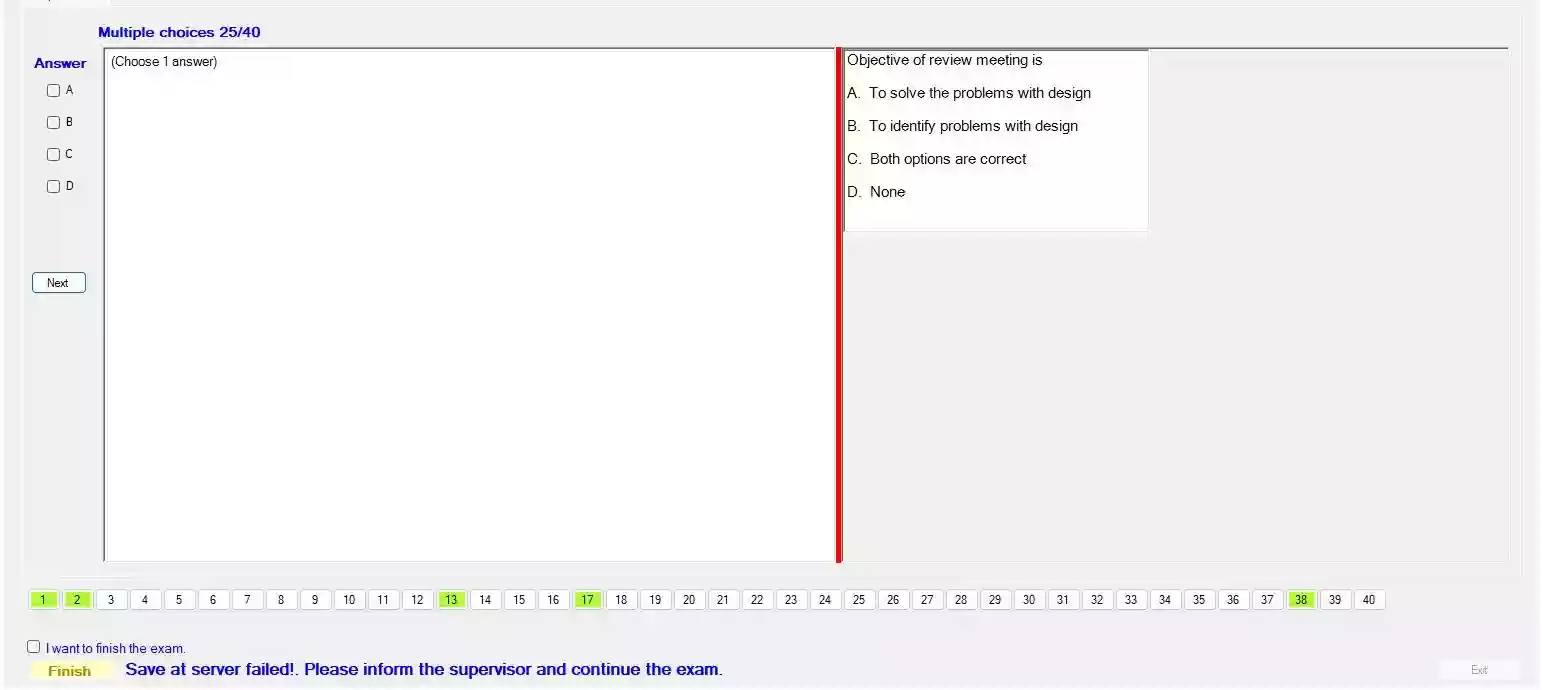 Multiple choices 25/40
Answer
(Choose 1 answer)
A
B
C
D
Next
Objective of review meeting is
A. To solve the problems with design
B. To identify problems with design
C. Both options are correct
D. None
1 2 3 4 5 6 7 8 9 10 11 12 13 14 15 16 17 18 19 20 21 22 23 24 25 26 27 28 29 30 31 32 33 34 35 36 37 38 39 40
I want to finish the exam.
Finish Save at server failed!. Please inform the supervisor and continue the exam.
Exit